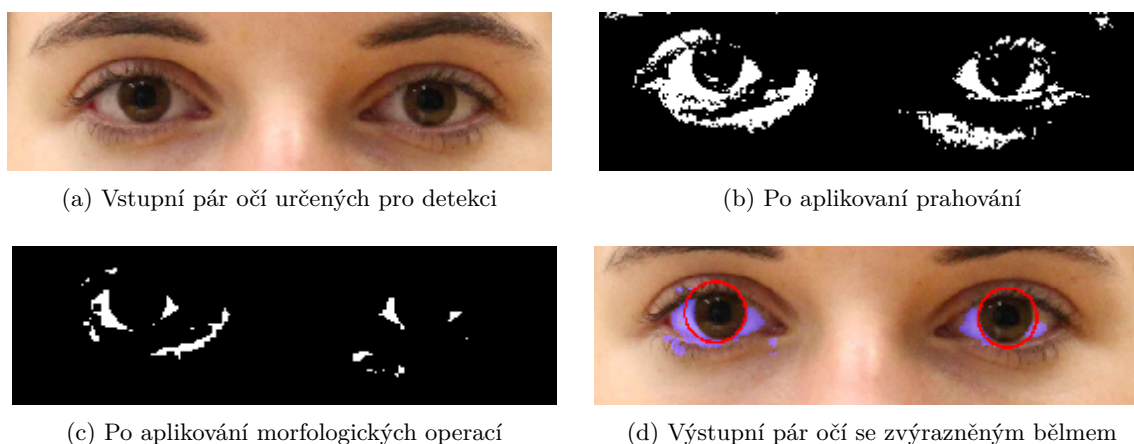 (a) Vstupní pár očí určených pro detekci
(b) Po aplikovaní prahování
(c) Po aplikování morfologických operací
(d) Výstupní pár očí se zvýrazněným bělmem